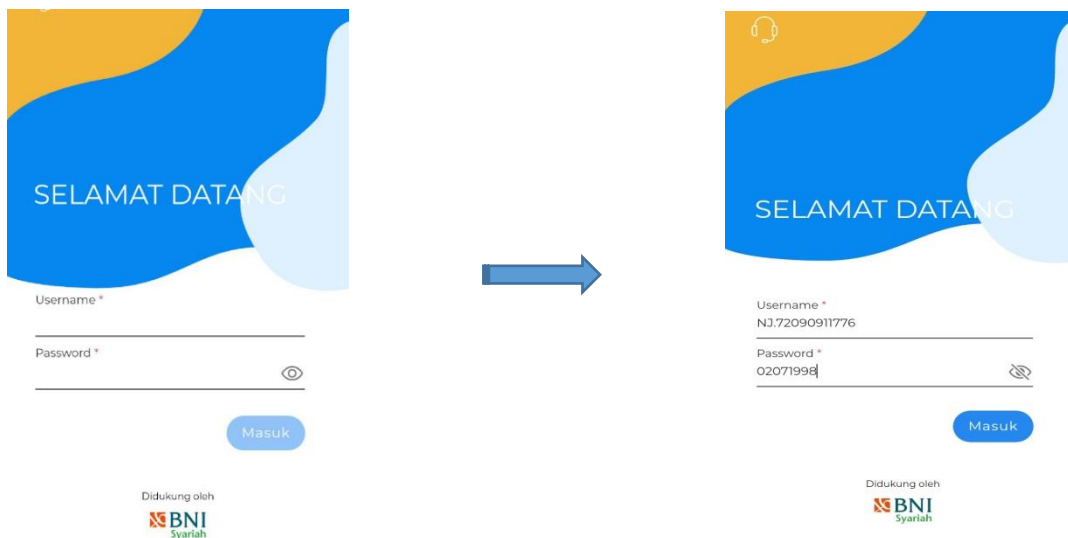 SELAMAT DATANG
Username *
Password *
Masuk
Didukung oleh
BNI
Syariah
SELAMAT DATANG
Username *
NJ.72090911776
Password *
02071998
Masuk
Didukung oleh
BNI
Syariah